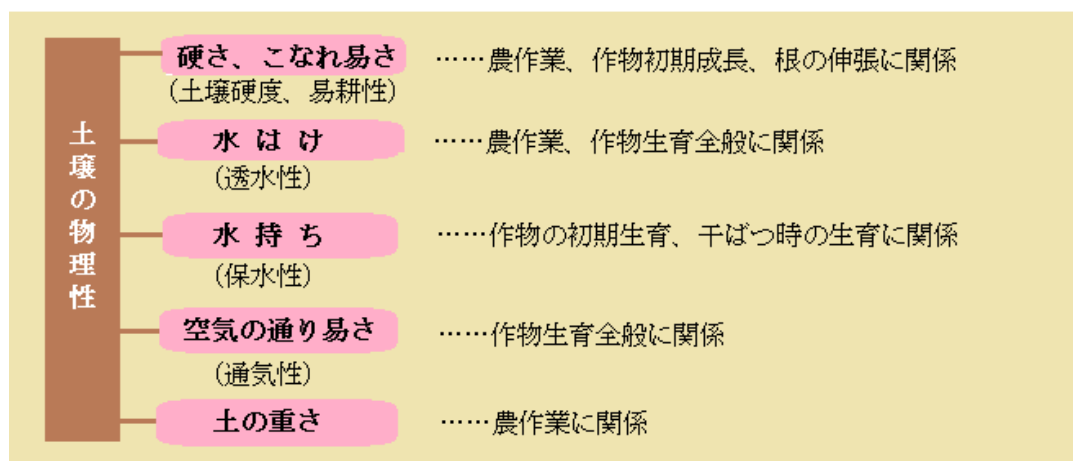 土壌の物理性
硬さ、こなれ易さ ……農作業、作物初期成長、根の伸張に関係
(土壌硬度、易耕性)
水はけ ……農作業、作物生育全般に関係
(透水性)
水持ち ……作物の初期生育、干ばつ時の生育に関係
(保水性)
空気の通り易さ ……作物生育全般に関係
(通気性)
土の重さ ……農作業に関係